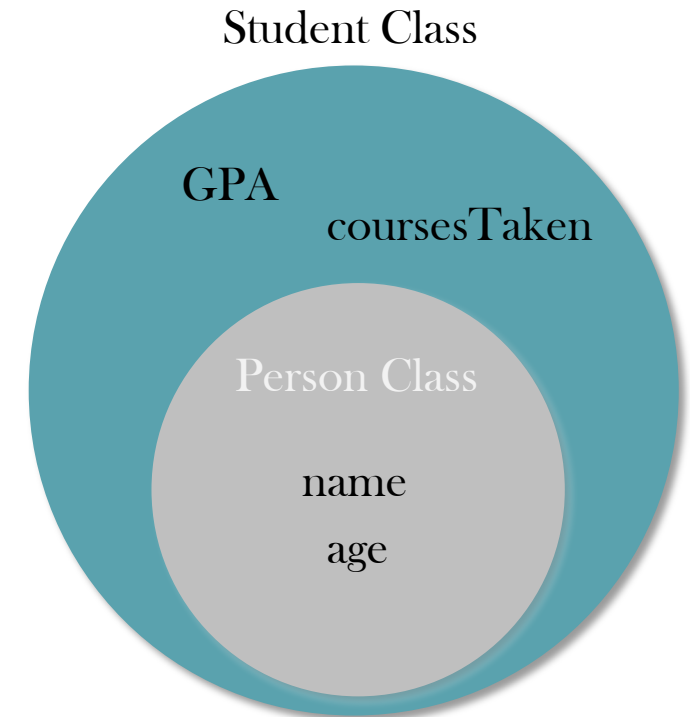 Student Class
GPA
coursesTaken
Person Class
name
age